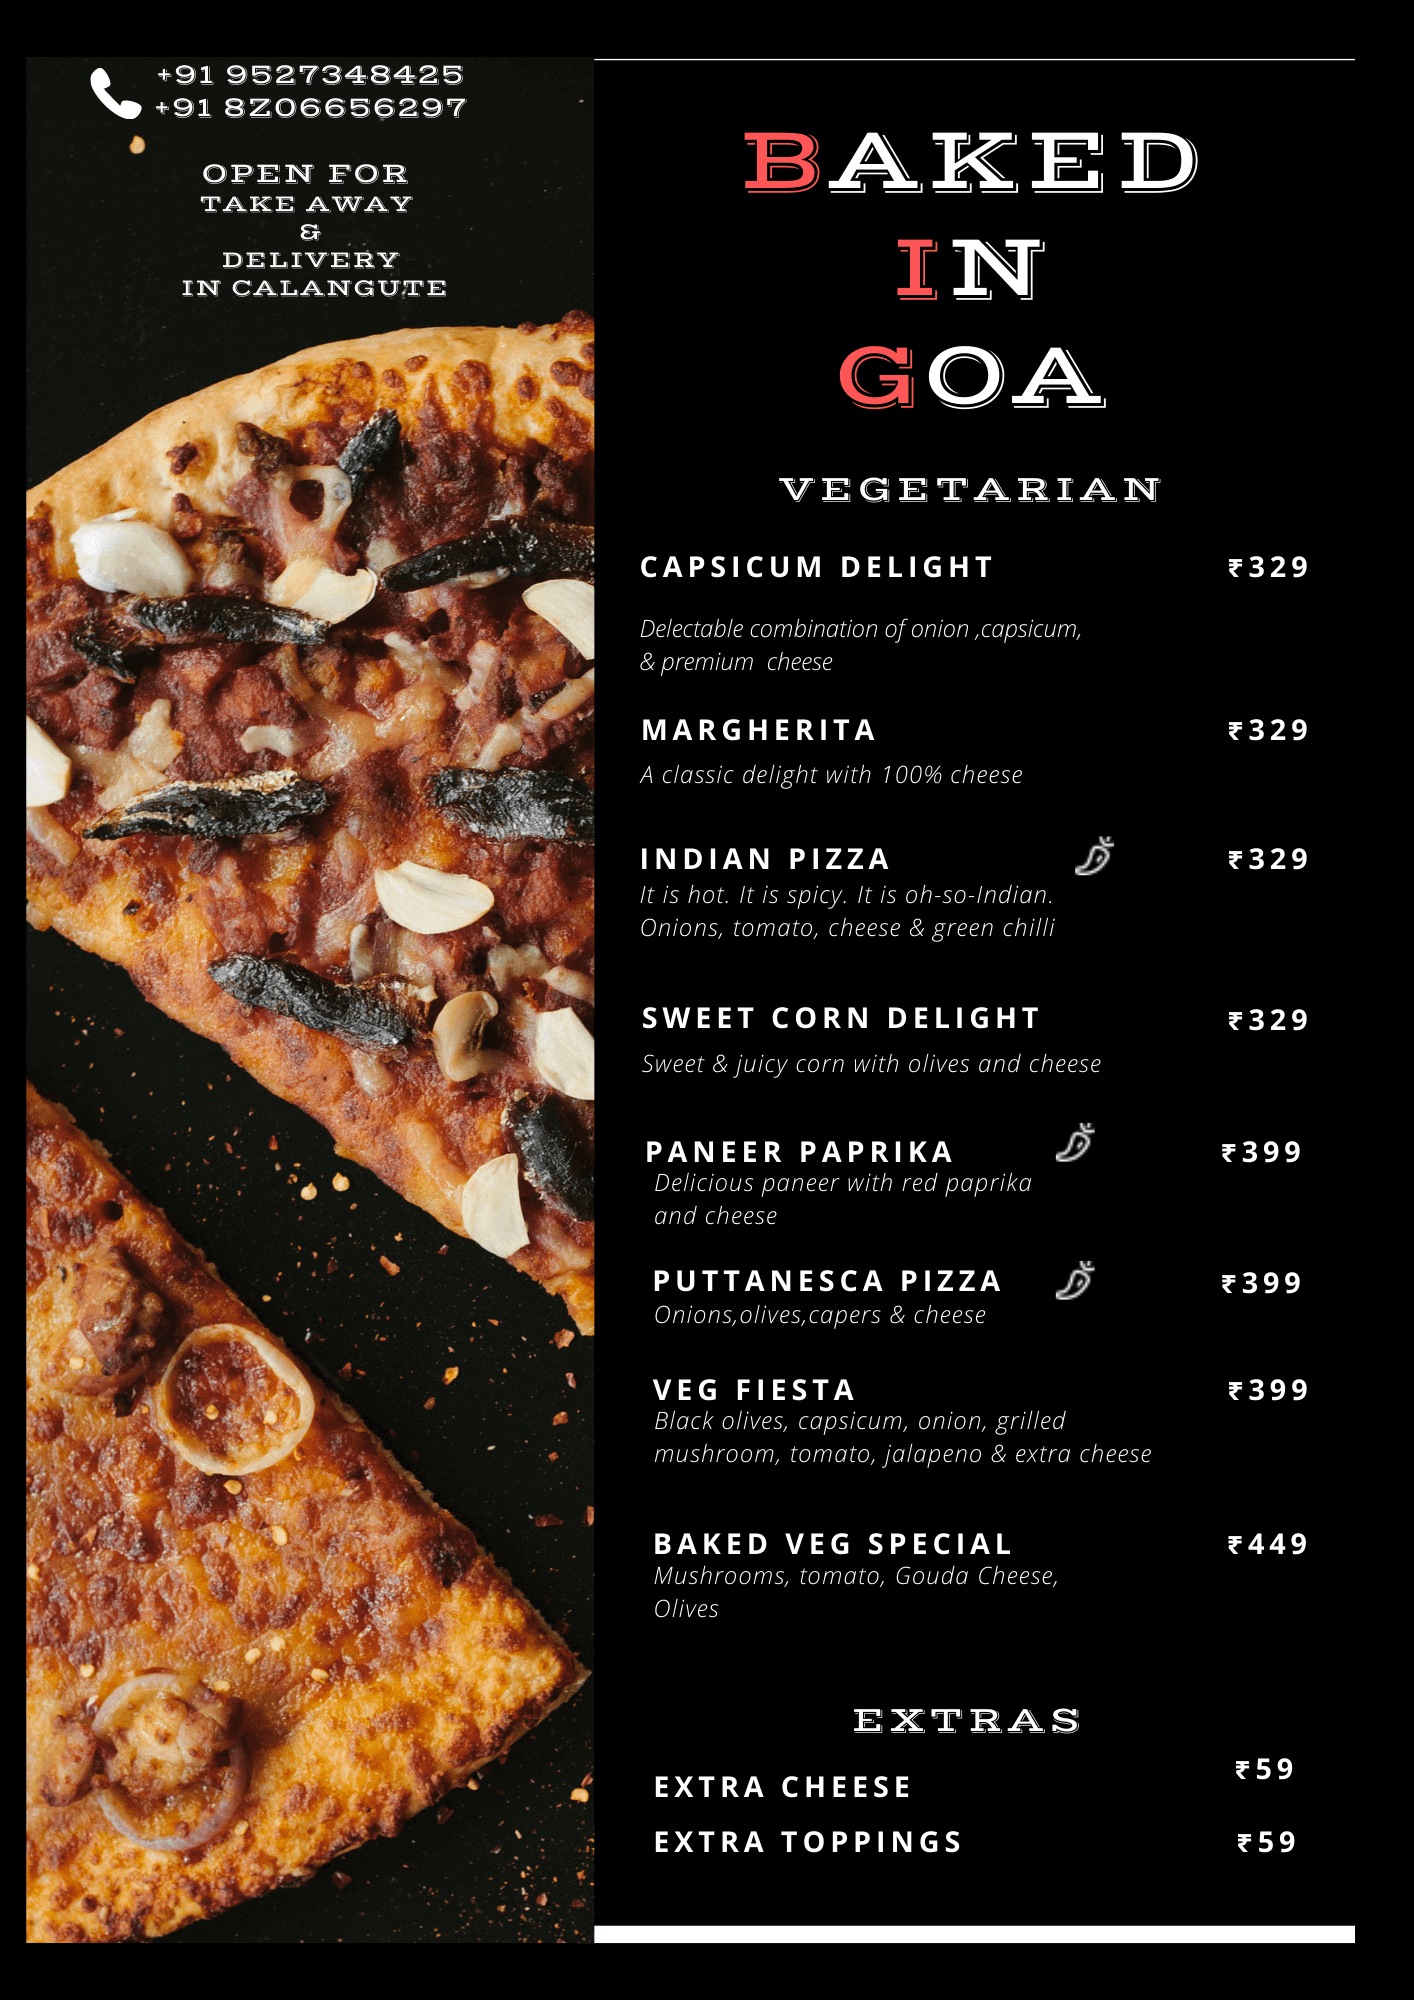 +91 9527348425
+91 8Z06656297
OPEN FOR
TAKE AWAY
&
DELIVERY
IN CALANGUTE
BAKED
IN
GOA
VEGETARIAN
CAPSICUM DELIGHT ₹329
Delectable combination of onion ,capsicum,
& premium cheese
MARGHERITA ₹329
A classic delight with 100% cheese
INDIAN PIZZA ₹329
It is hot. It is spicy. It is oh-so-Indian.
Onions, tomato, cheese & green chilli
SWEET CORN DELIGHT ₹329
Sweet & juicy corn with olives and cheese
PANEER PAPRIKA ₹399
Delicious paneer with red paprika
and cheese
PUTTANESCA PIZZA ₹399
Onions,olives,capers & cheese
VEG FIESTA ₹399
Black olives, capsicum, onion, grilled
mushroom, tomato, jalapeno & extra cheese
BAKED VEG SPECIAL ₹449
Mushrooms, tomato, Gouda Cheese,
Olives
EXTRAS
EXTRA CHEESE ₹59
EXTRA TOPPINGS ₹59